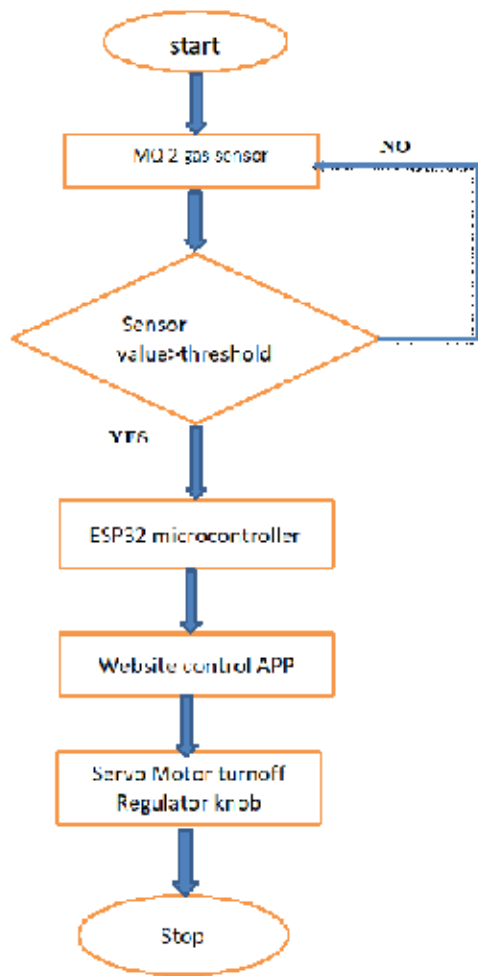 start
MQ 2 gas sensor
NO
Sensor
value>threshold
YES
ESP32 microcontroller
Website control APP
Servo Motor turnoff
Regulator knob
Stop